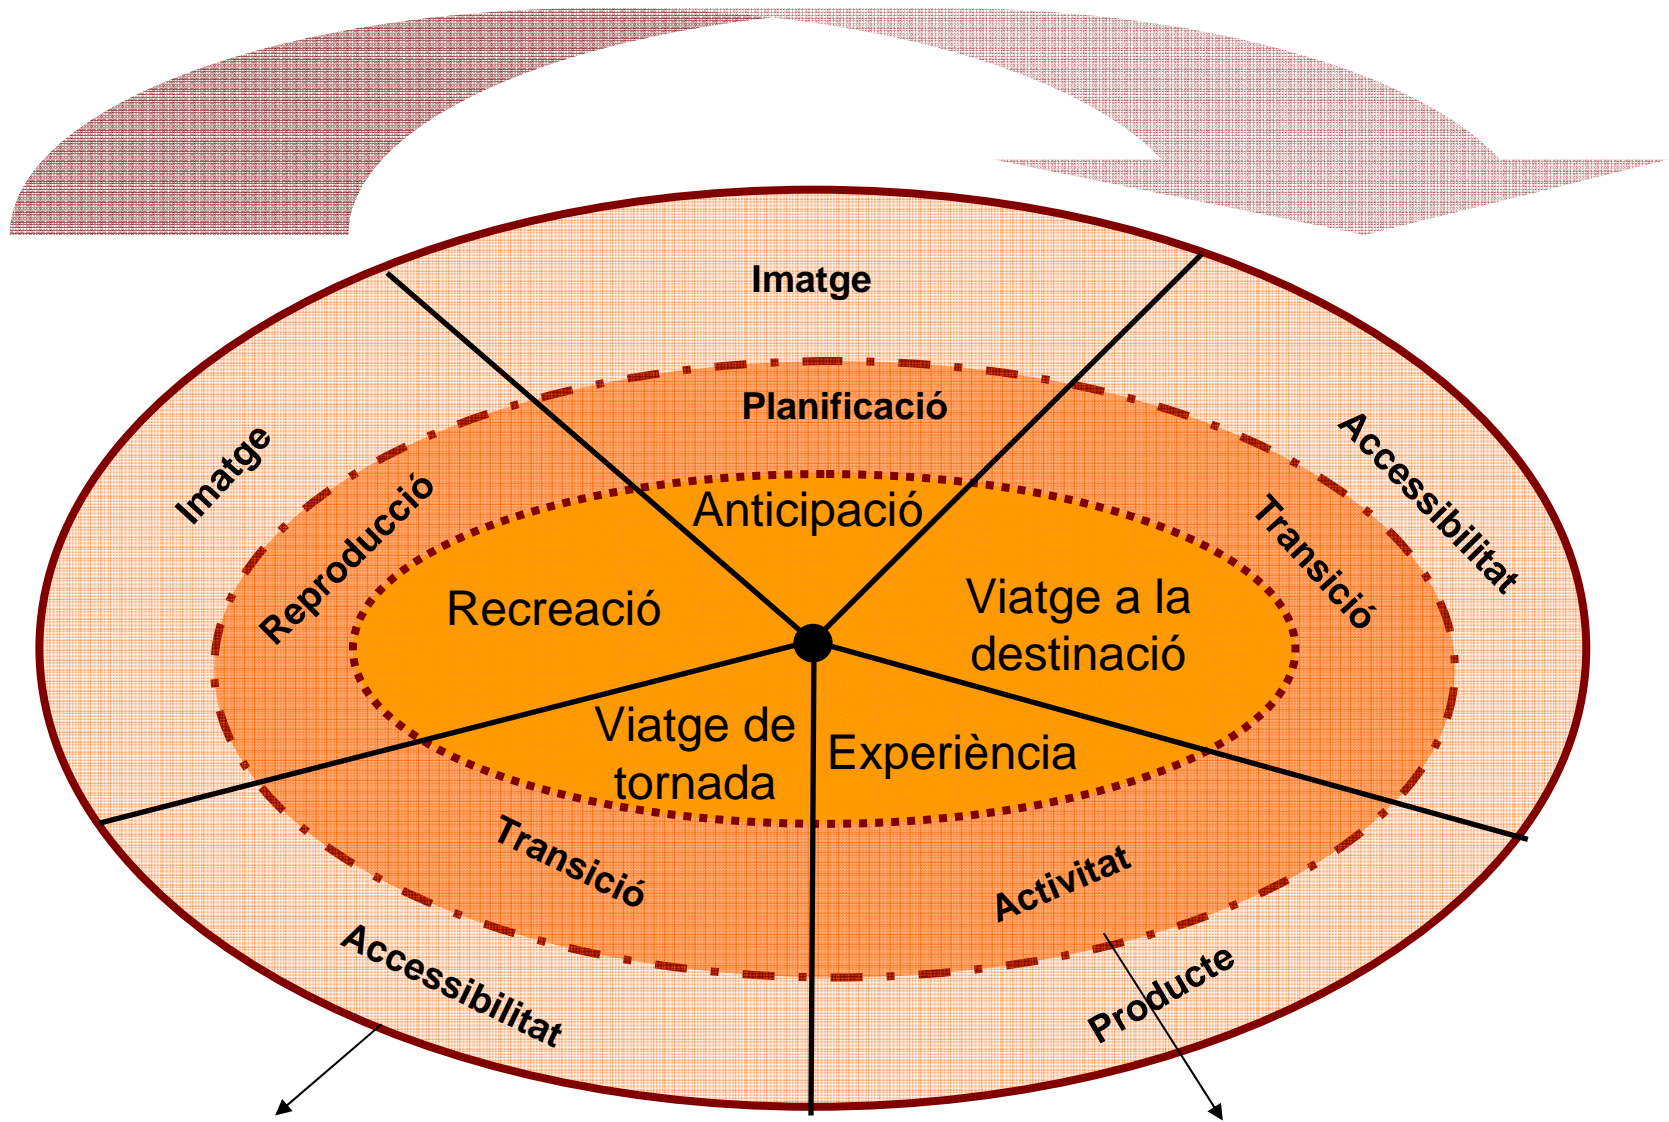 Imatge
Planificació
Anticipació
Accessibilitat
Transició
Viatge a la
destinació
Experiència
Activitat
Producte
Viatge de
tornada
Transició
Accessibilitat
Recreació
Reproducció
Imatge